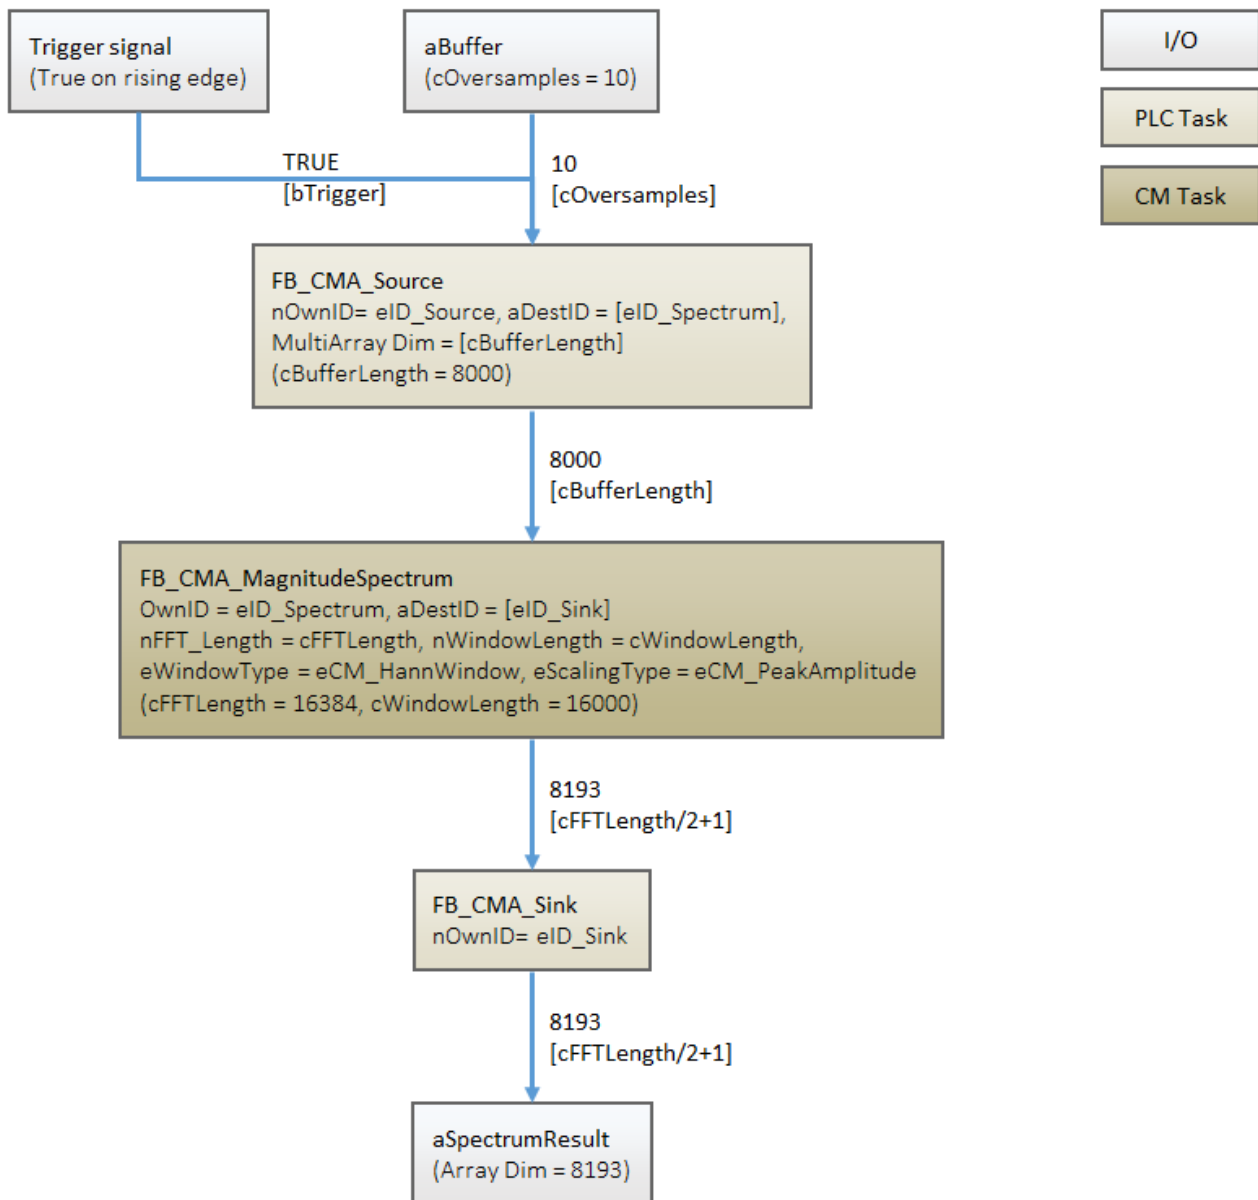 Trigger signal
(True on rising edge)
aBuffer
(cOversamples = 10)
I/O
PLC Task
CM Task
TRUE
[bTrigger]
10
[cOversamples]
FB_CMA_Source
nOwnID= eID_Source, aDestID = [eID_Spectrum],
MultiArray Dim = [cBufferLength]
(cBufferLength = 8000)
8000
[cBufferLength]
FB_CMA_MagnitudeSpectrum
OwnID = eID_Spectrum, aDestID = [eID_Sink]
nFFT_Length = cFFTLength, nWindowLength = cWindowLength,
eWindowType = eCM_HannWindow, eScalingType = eCM_PeakAmplitude
(cFFTLength = 16384, cWindowLength = 16000)
8193
[cFFTLength/2+1]
FB_CMA_Sink
nOwnID= eID_Sink
8193
[cFFTLength/2+1]
aSpectrumResult
(Array Dim = 8193)